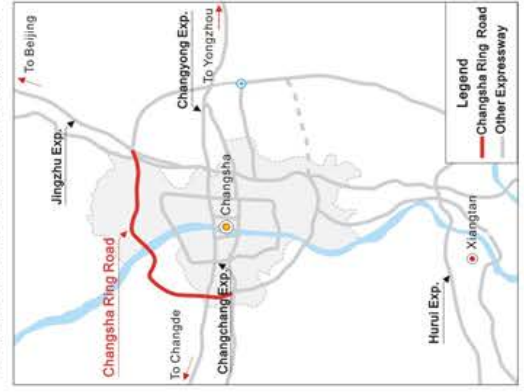 To Beijing
Jingzhu Exp.
Changyong Exp.
To Yongzhou
Changsha Ring Road
Changsha
Changchang Exp.
To Changde
Hurui Exp.
Xiangtan
Legend
Changsha Ring Road
Other Expressway